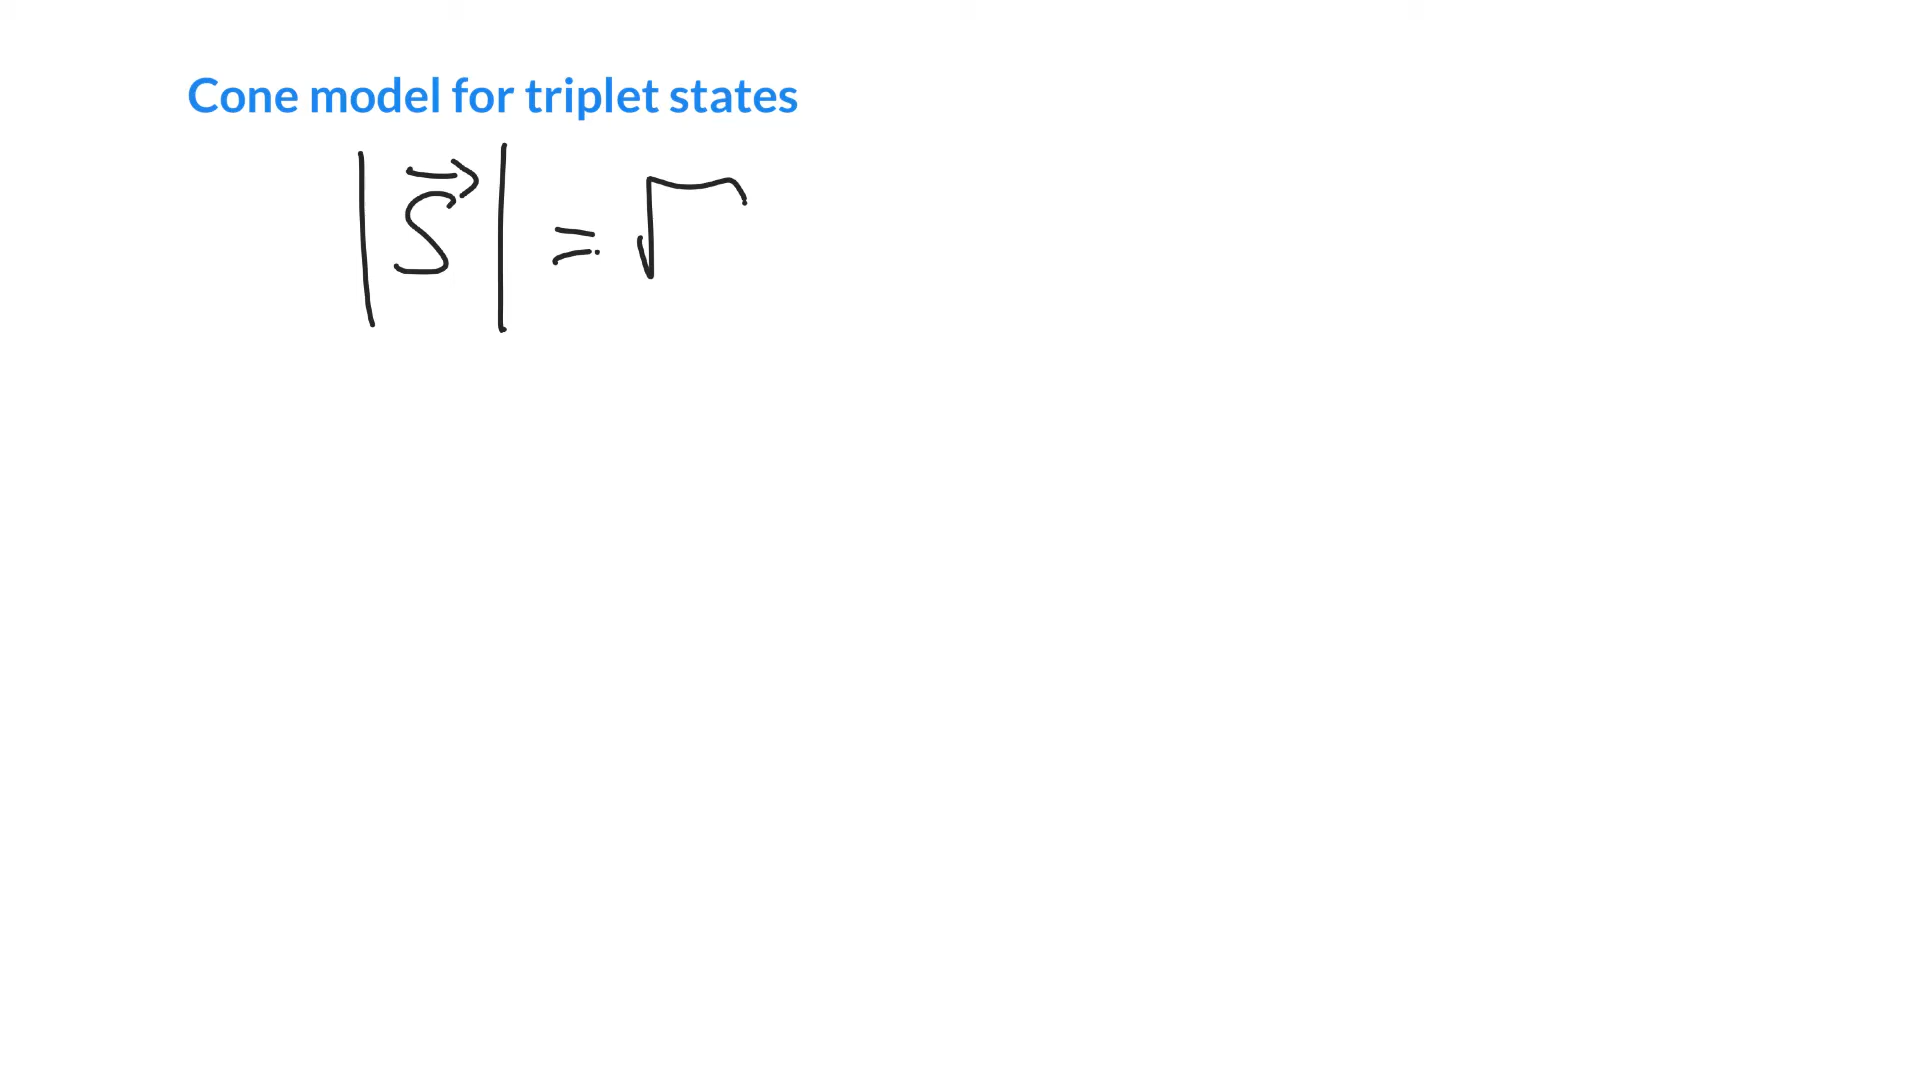 Cone model for triplet states
|S⃗| = √